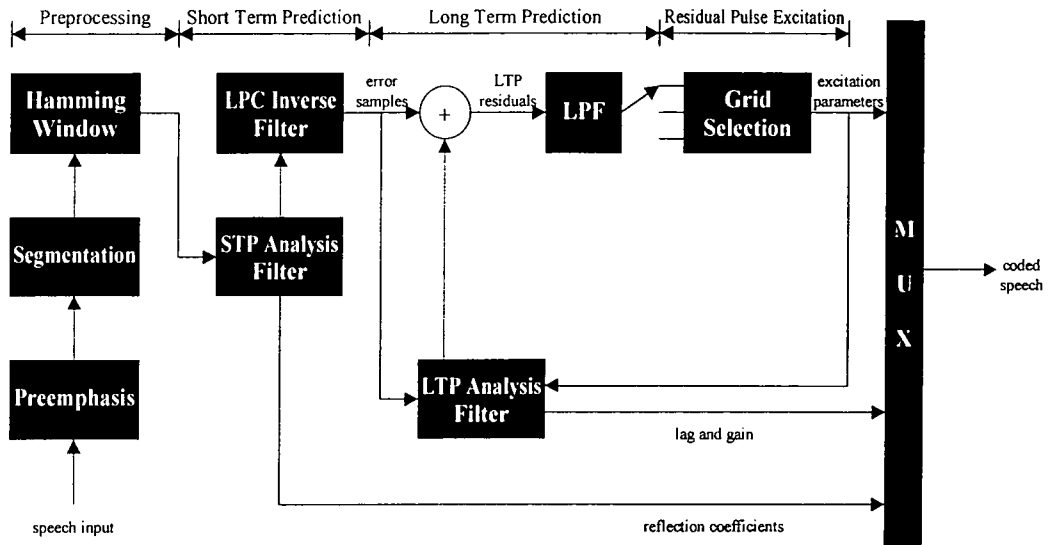 Preprocessing
Short Term Prediction
Long Term Prediction
Residual Pulse Excitation
Hamming
Window
LPC Inverse
Filter
error
samples
+
LTP
residuals
LPF
Grid
Selection
excitation
parameters
Segmentation
STP Analysis
Filter
M
U
X
coded
speech
Preemphasis
LTP Analysis
Filter
lag and gain
speech input
reflection coefficients